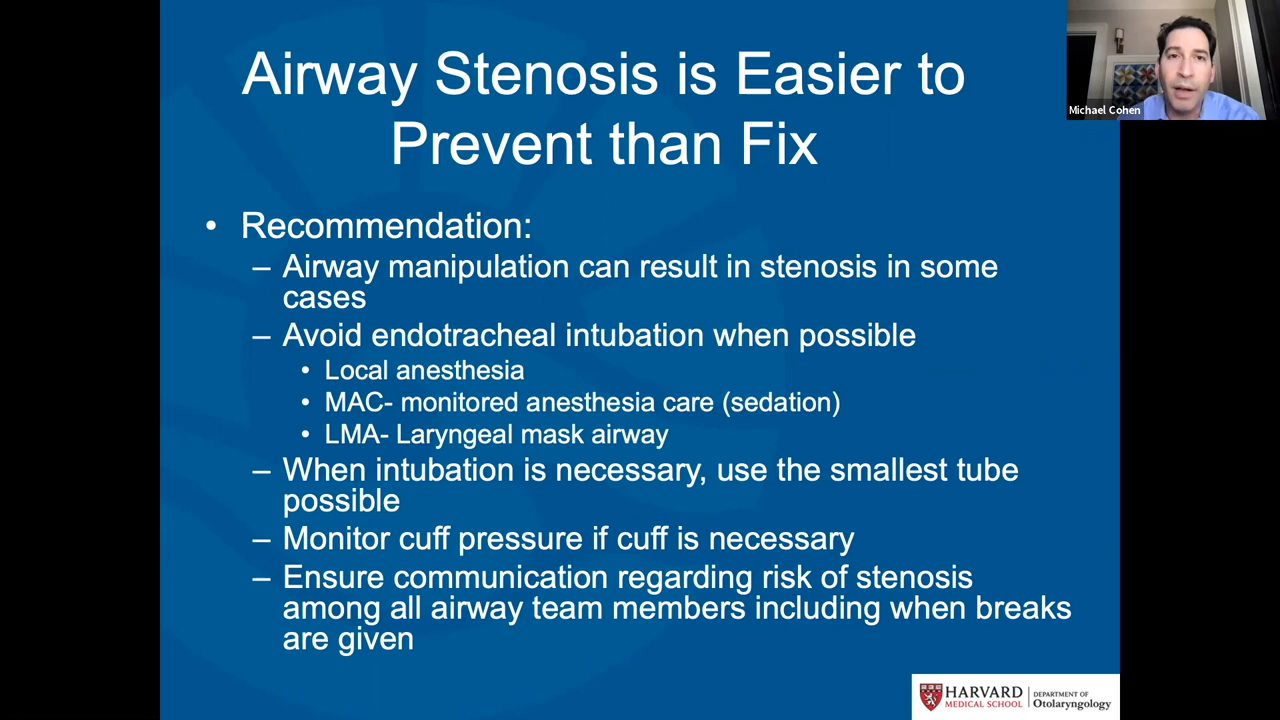 Airway Stenosis is Easier to
Prevent than Fix
Michael Cohen
• Recommendation:
– Airway manipulation can result in stenosis in some
cases
– Avoid endotracheal intubation when possible
• Local anesthesia
• MAC- monitored anesthesia care (sedation)
• LMA- Laryngeal mask airway
– When intubation is necessary, use the smallest tube
possible
– Monitor cuff pressure if cuff is necessary
– Ensure communication regarding risk of stenosis
among all airway team members including when breaks
are given
HARVARD
MEDICAL SCHOOL
DEPARTMENT OF
Otolaryngology